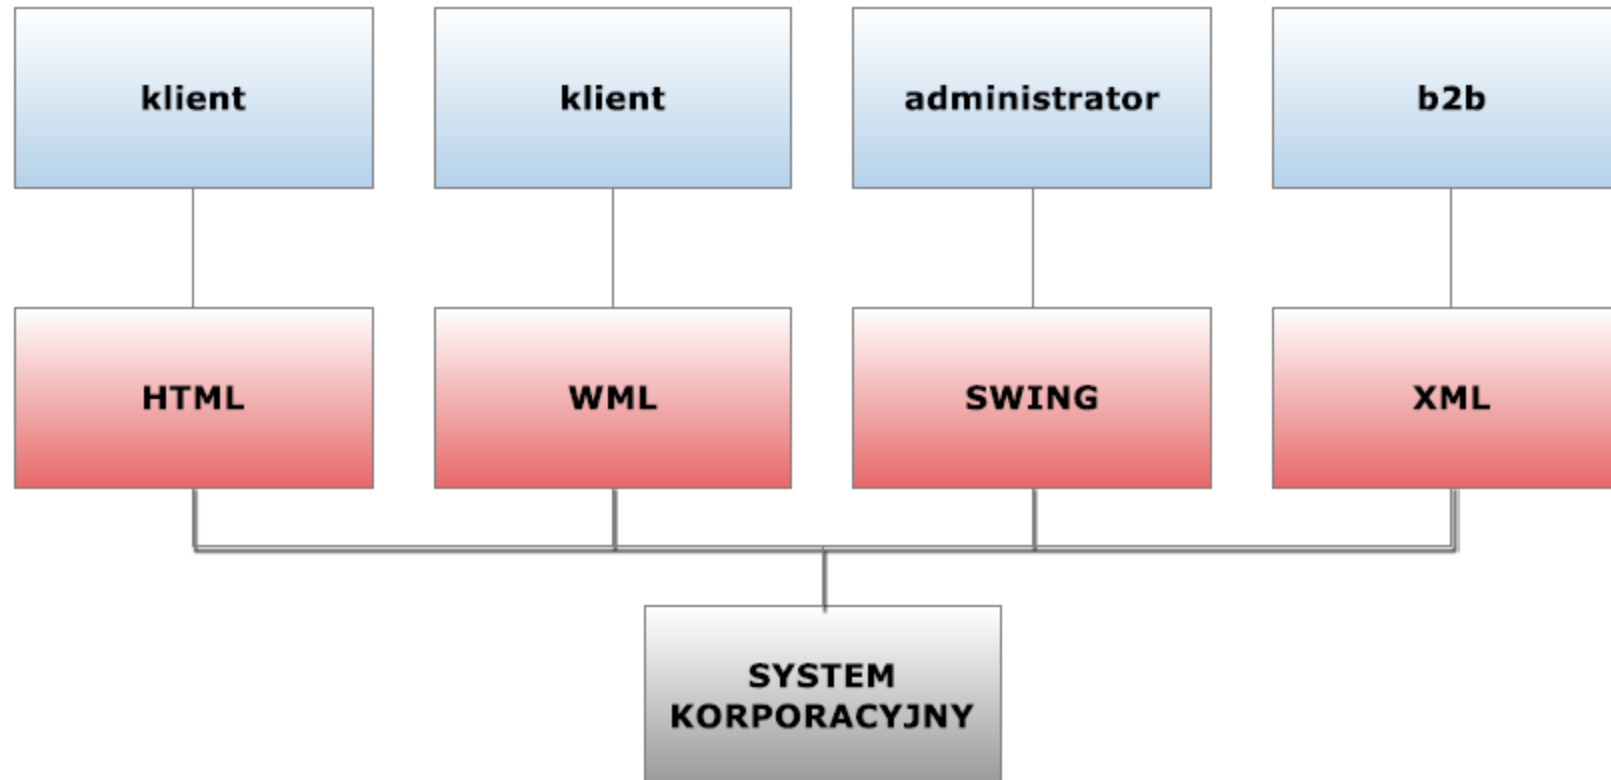 klient
klient
administrator
b2b
HTML
WML
SWING
XML
SYSTEM
KORPORACYJNY